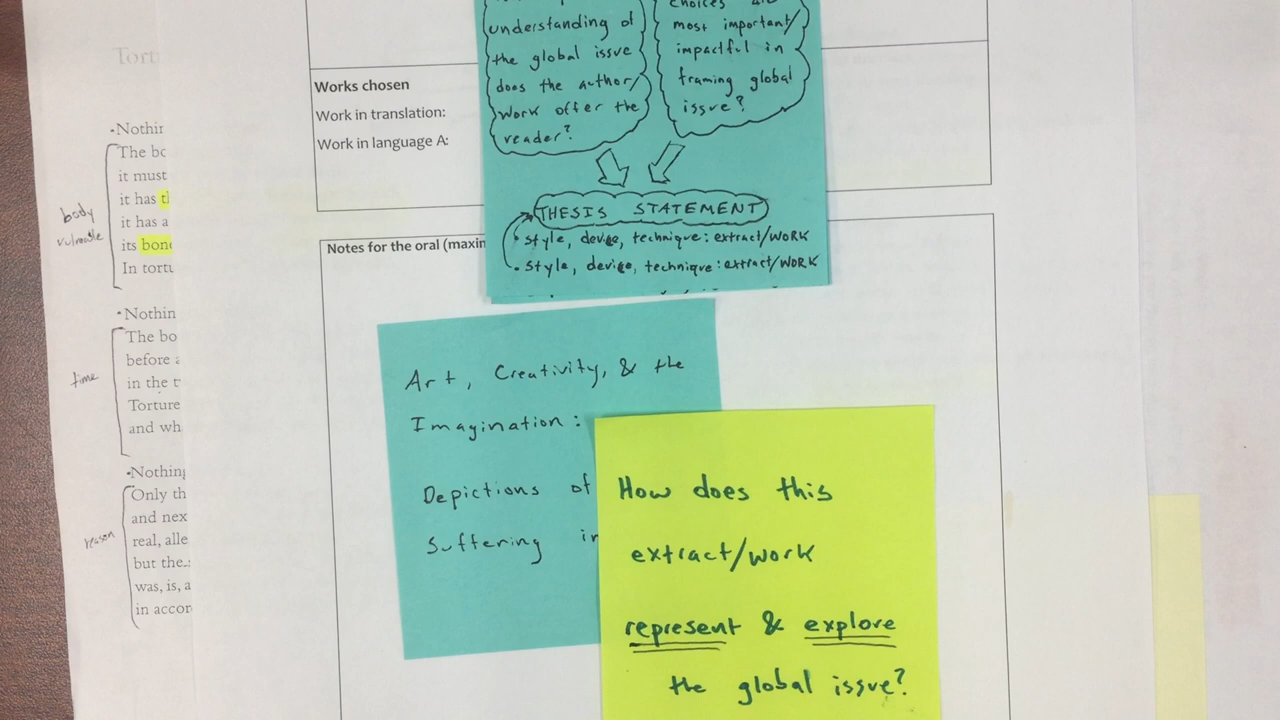 Tort
•Nothin
The bo
it must
it has tl
it has a
its bone
In tortu
body
vulnerable
•Nothin
The bo
before a
in the t
Torture
and wh
time
•Nothing
Only th
and nex
real, alle
but the
was, is, a
in accor
reason
Works chosen
Work in translation:
Work in language A:
Notes for the oral (maxin
understanding of
the global issue
does the author/
work offer the
reader?
choices are
most important/
impactful in
framing global
issue?
THESIS STATEMENT
• style, device, technique: extract/WORK
• style, device, technique: extract/WORK
Art, Creativity, & the
Imagination:
Depictions of
Suffering in
How does this
extract/work
represent & explore
the global issue?